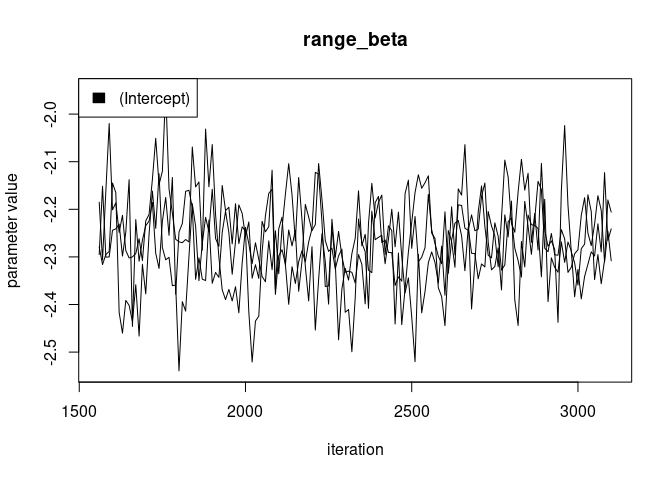 range_beta
(Intercept)
parameter value
-2.0
-2.1
-2.2
-2.3
-2.4
-2.5
1500 2000 2500 3000
iteration